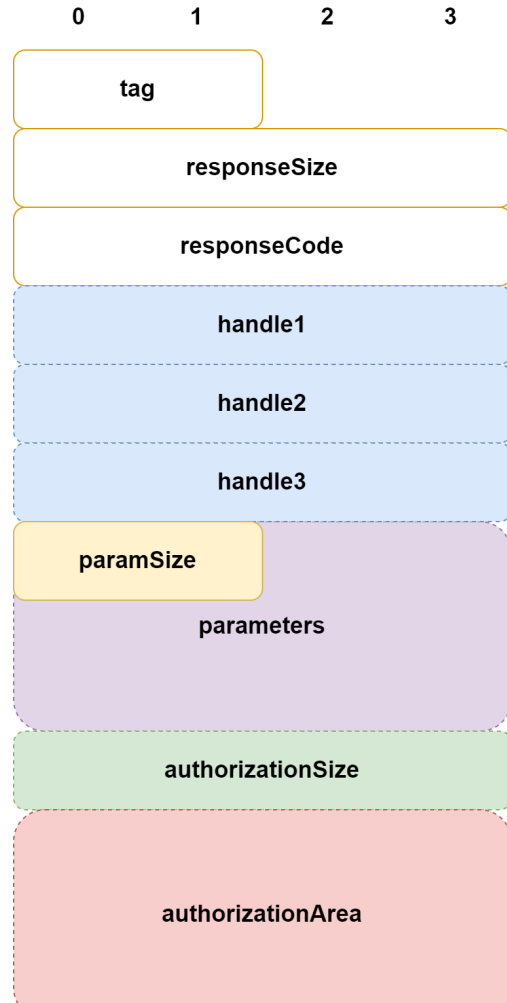 0 1 2 3
tag
responseSize
responseCode
handle1
handle2
handle3
paramSize
parameters
authorizationSize
authorizationArea